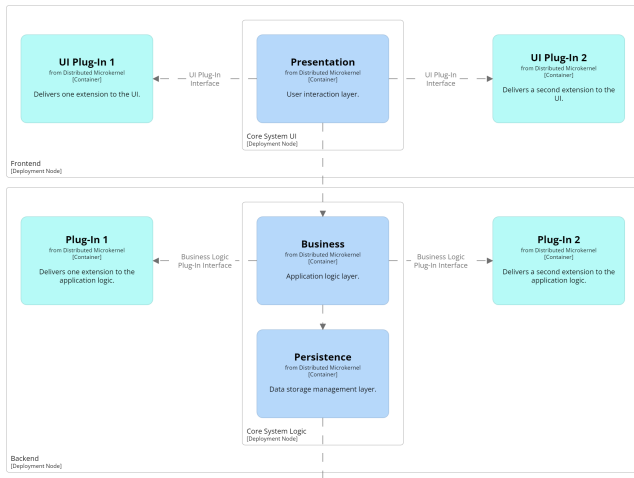 UI Plug-In 1
from Distributed Microkernel
[Container]
Delivers one extension to the UI.
UI Plug-In
Interface
Presentation
from Distributed Microkernel
[Container]
User interaction layer.
UI Plug-In
Interface
UI Plug-In 2
from Distributed Microkernel
[Container]
Delivers a second extension to the
UI.
Core System UI
[Deployment Node]
Frontend
[Deployment Node]
Plug-In 1
from Distributed Microkernel
[Container]
Delivers one extension to the
application logic.
Business Logic
Plug-In Interface
Business
from Distributed Microkernel
[Container]
Application logic layer.
Business Logic
Plug-In Interface
Plug-In 2
from Distributed Microkernel
[Container]
Delivers a second extension to the
application logic.
Persistence
from Distributed Microkernel
[Container]
Data storage management layer.
Core System Logic
[Deployment Node]
Backend
[Deployment Node]